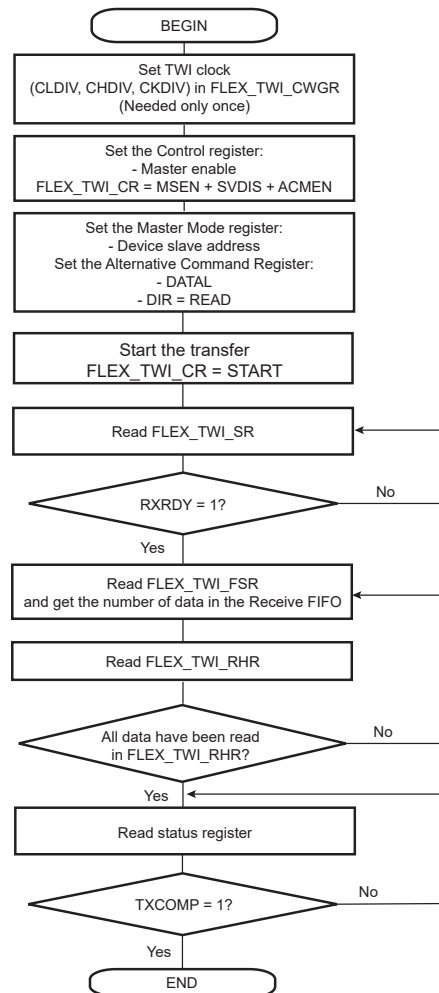 BEGIN
Set TWI clock
(CLDIV, CHDIV, CKDIV) in FLEX_TWI_CWGR
(Needed only once)
Set the Control register:
- Master enable
FLEX_TWI_CR = MSEN + SVDIS + ACMEN
Set the Master Mode register:
- Device slave address
Set the Alternative Command Register:
- DATAL
- DIR = READ
Start the transfer
FLEX_TWI_CR = START
Read FLEX_TWI_SR
RXRDY = 1?
No
Yes
Read FLEX_TWI_FSR
and get the number of data in the Receive FIFO
Read FLEX_TWI_RHR
All data have been read
in FLEX_TWI_RHR?
No
Yes
Read status register
TXCOMP = 1?
No
Yes
END